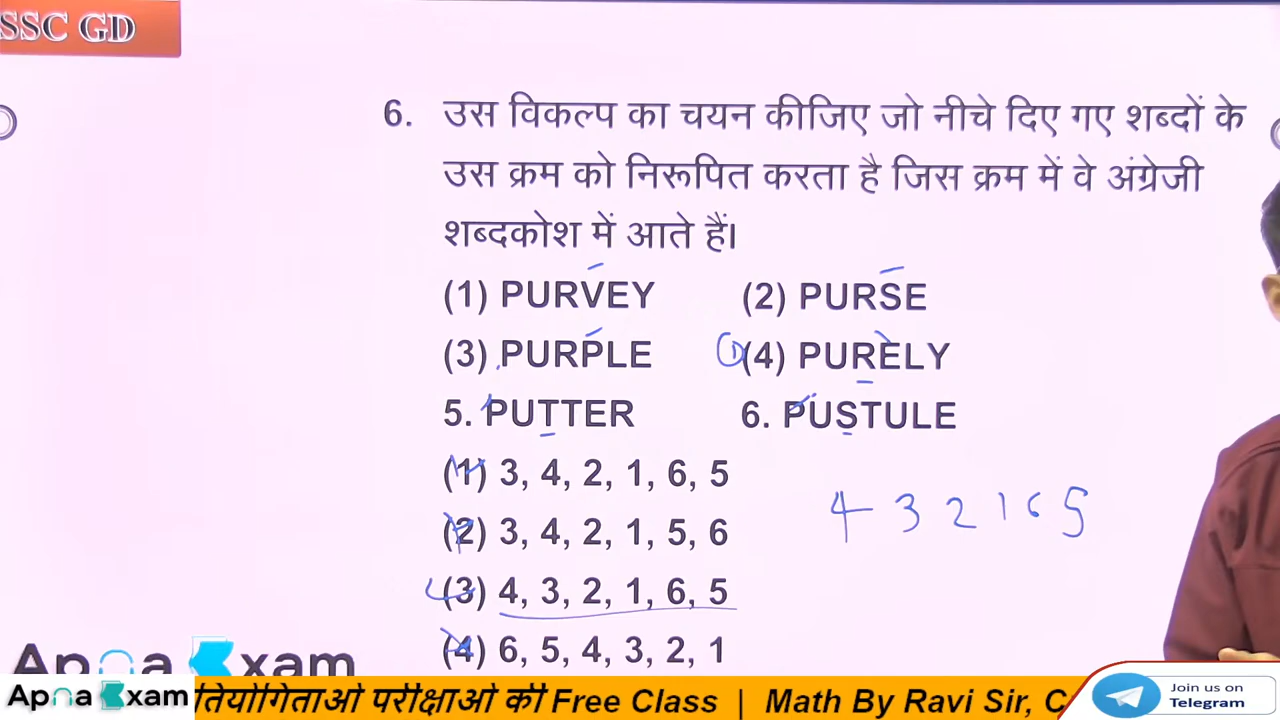 SSC GD
6. उस विकल्प का चयन कीजिए जो नीचे दिए गए शब्दों के
उस क्रम को निरूपित करता है जिस क्रम में वे अंग्रेजी
शब्दकोश में आते हैं।
(1) PURVEY (2) PURSE
(3) PURPLE (4) PURELY
5. PUTTER 6. PUSTULE
(1) 3, 4, 2, 1, 6, 5
(2) 3, 4, 2, 1, 5, 6
4 3 2 1 6 5
(3) 4, 3, 2, 1, 6, 5
(4) 6, 5, 4, 3, 2, 1
Apna Exam
Apna Exam
तियोगिताओं परीक्षाओं की Free Class | Math By Ravi Sir, C
Join us on
Telegram